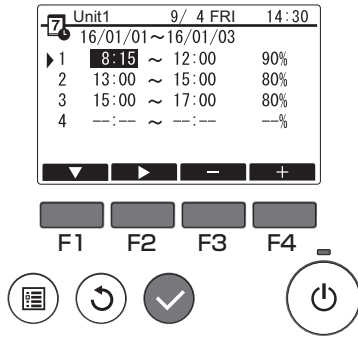 7 Unit1 9/ 4 FRI 14:30
16/01/01~16/01/03
1 8:15 ~ 12:00 90%
2 13:00 ~ 15:00 80%
3 15:00 ~ 17:00 80%
4 --:-- ~ --:-- --%
− +
F1 F2 F3 F4